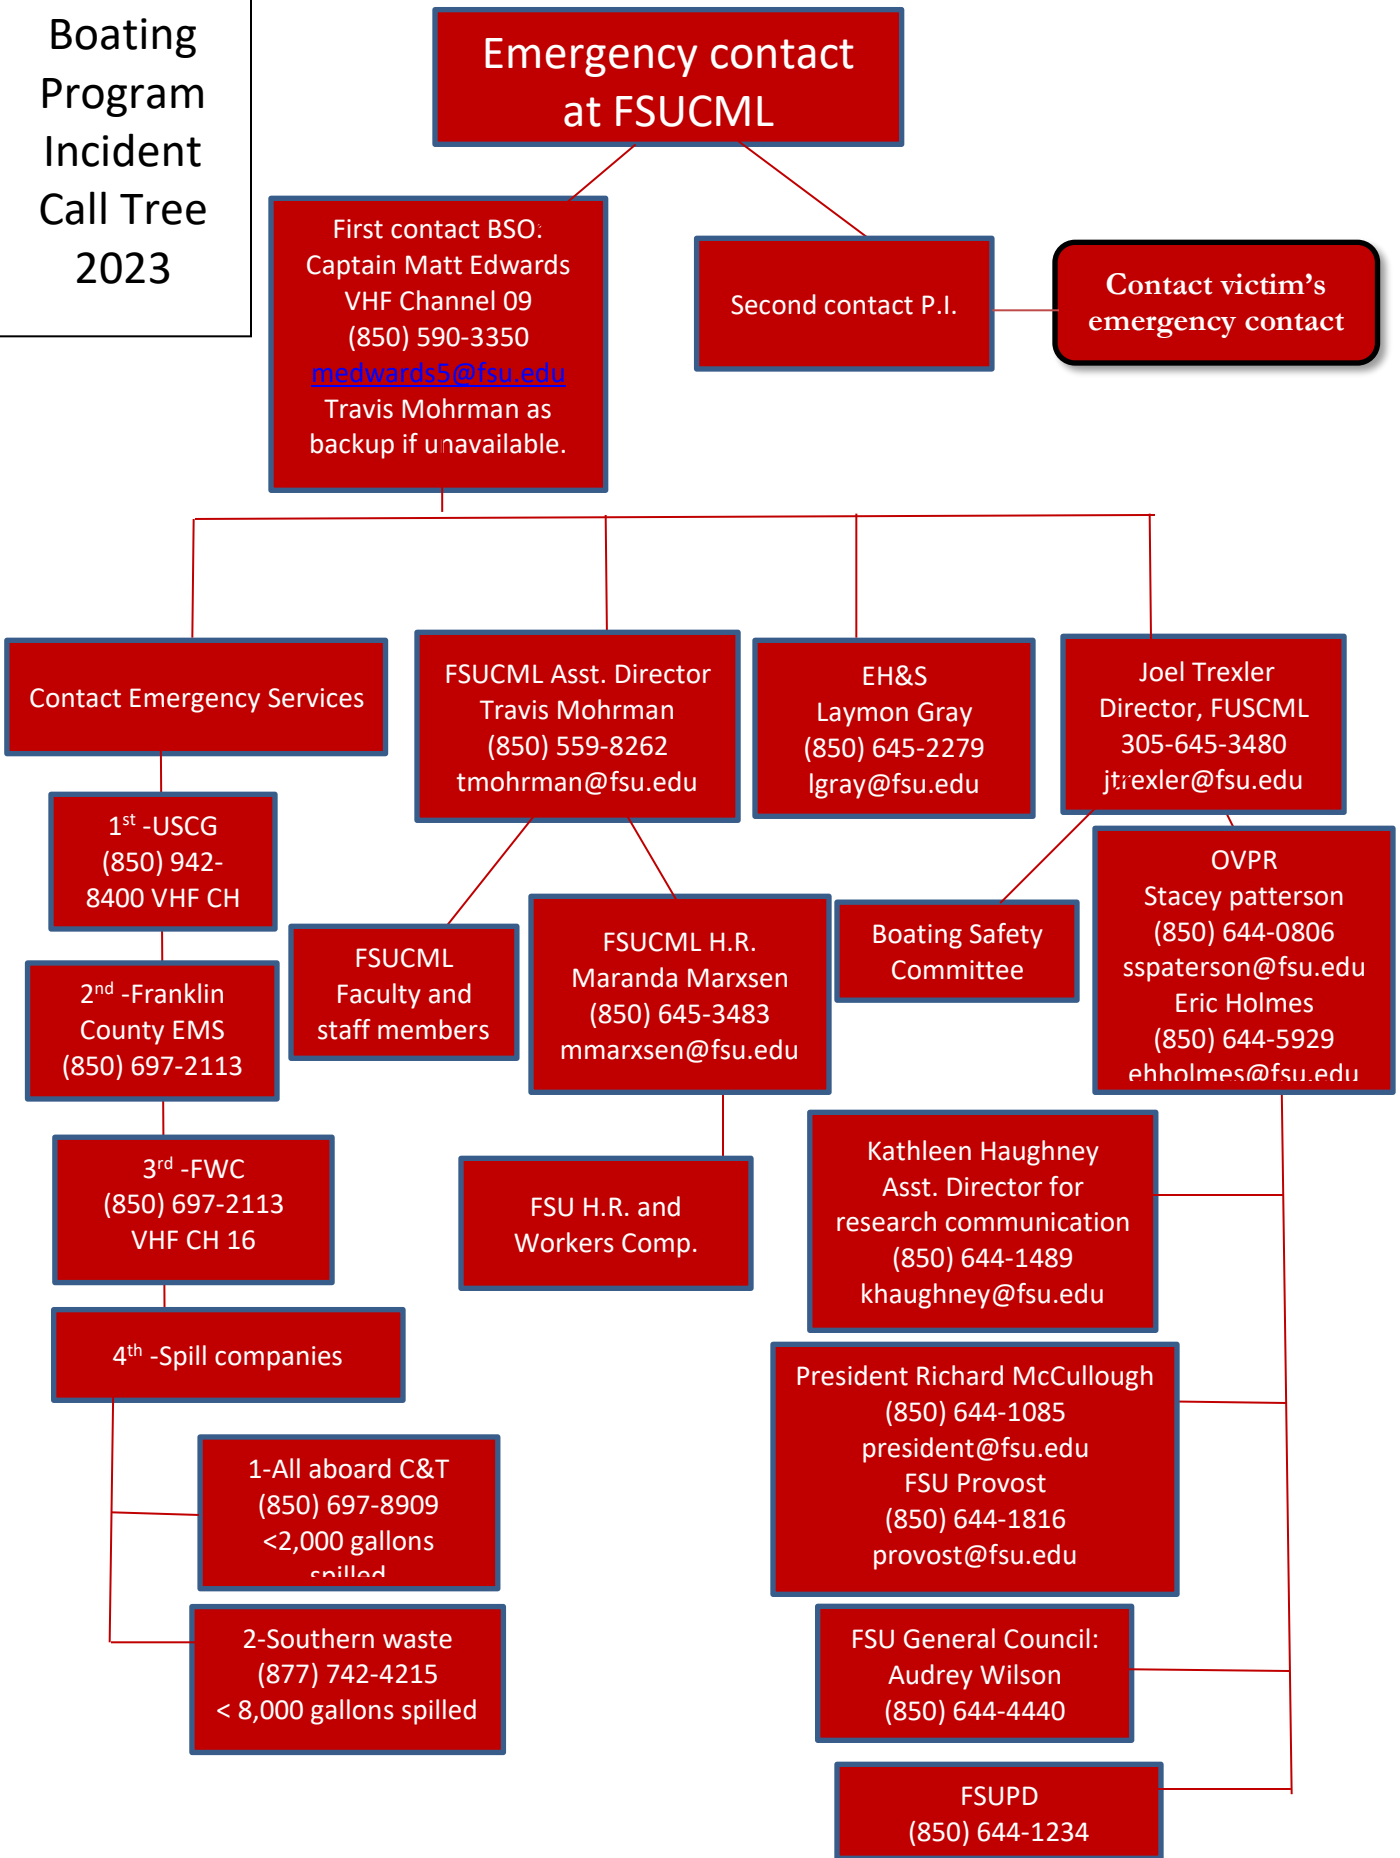 Boating
Program
Incident
Call Tree
2023
Emergency contact
at FSUCML
First contact BSO:
Captain Matt Edwards
VHF Channel 09
(850) 590-3350
medwards5@fsu.edu
Travis Mohrman as
backup if unavailable.
Second contact P.I.
Contact victim’s
emergency contact
Contact Emergency Services
FSUCML Asst. Director
Travis Mohrman
(850) 559-8262
tmohrman@fsu.edu
EH&S
Laymon Gray
(850) 645-2279
lgray@fsu.edu
Joel Trexler
Director, FUSCML
305-645-3480
jtrexler@fsu.edu
1st -USCG
(850) 942-
8400 VHF CH
2nd -Franklin
County EMS
(850) 697-2113
3rd -FWC
(850) 697-2113
VHF CH 16
4th -Spill companies
1-All aboard C&T
(850) 697-8909
<2,000 gallons
spilled
2-Southern waste
(877) 742-4215
< 8,000 gallons spilled
FSUCML
Faculty and
staff members
FSUCML H.R.
Maranda Marxsen
(850) 645-3483
mmarxsen@fsu.edu
FSU H.R. and
Workers Comp.
Boating Safety
Committee
OVPR
Stacey patterson
(850) 644-0806
sspaterson@fsu.edu
Eric Holmes
(850) 644-5929
ehholmes@fsu.edu
Kathleen Haughney
Asst. Director for
research communication
(850) 644-1489
khaughney@fsu.edu
President Richard McCullough
(850) 644-1085
president@fsu.edu
FSU Provost
(850) 644-1816
provost@fsu.edu
FSU General Council:
Audrey Wilson
(850) 644-4440
FSUPD
(850) 644-1234